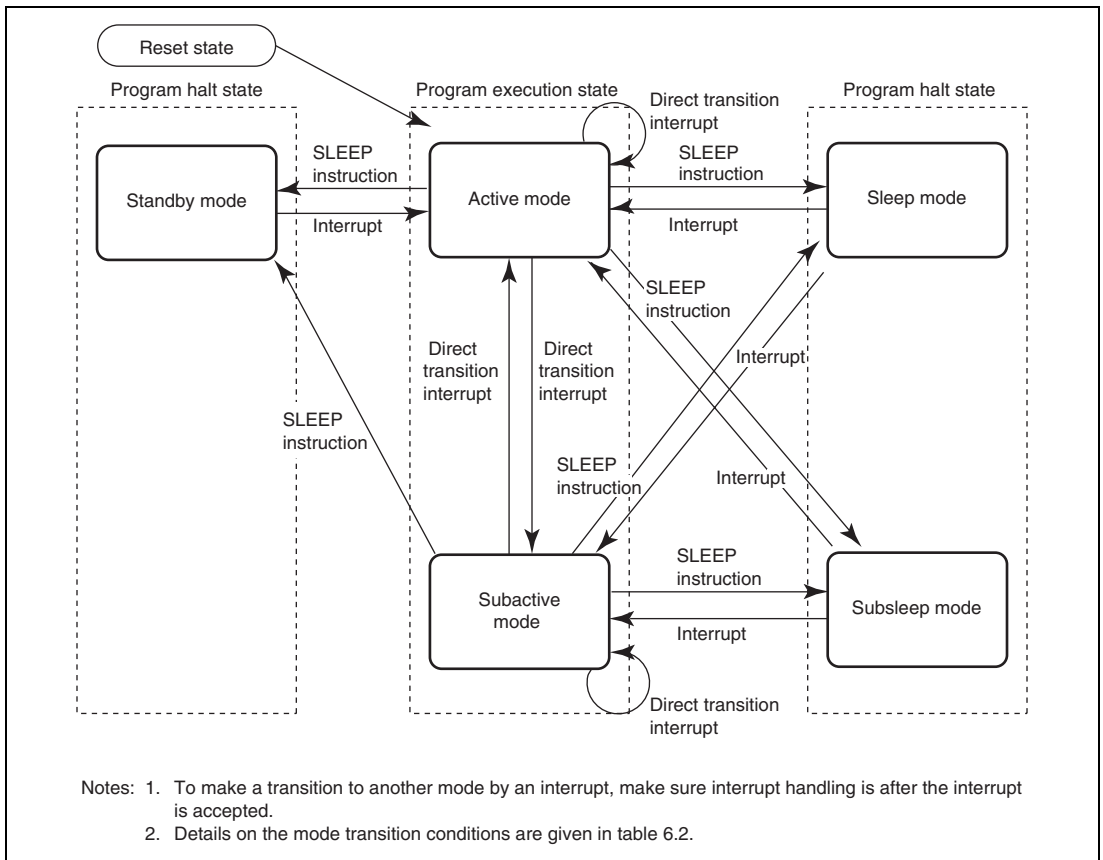 Reset state
Program halt state
Program execution state
Program halt state
Direct transition
interrupt
Standby mode
SLEEP
instruction
Interrupt
Active mode
SLEEP
instruction
Interrupt
Sleep mode
SLEEP
instruction
Interrupt
Direct
transition
interrupt
Direct
transition
interrupt
SLEEP
instruction
SLEEP
instruction
Interrupt
Subactive
mode
SLEEP
instruction
Interrupt
Subsleep mode
Direct transition
interrupt
Notes: 1. To make a transition to another mode by an interrupt, make sure interrupt handling is after the interrupt
is accepted.
2. Details on the mode transition conditions are given in table 6.2.